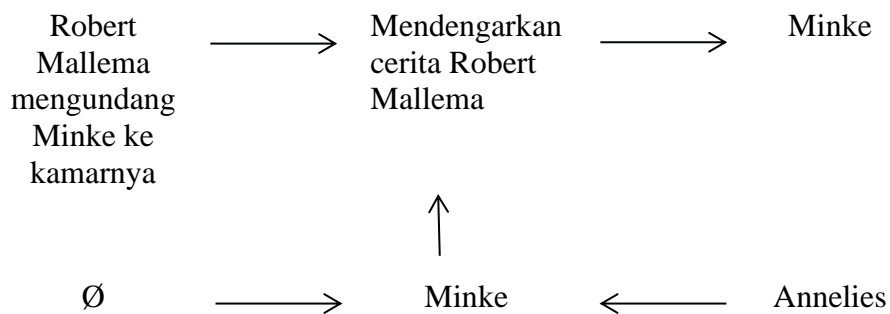 Robert
Mallema
mengundang
Minke ke
kamarnya
Mendengarkan
cerita Robert
Mallema
Minke
Ø
Minke
Annelies